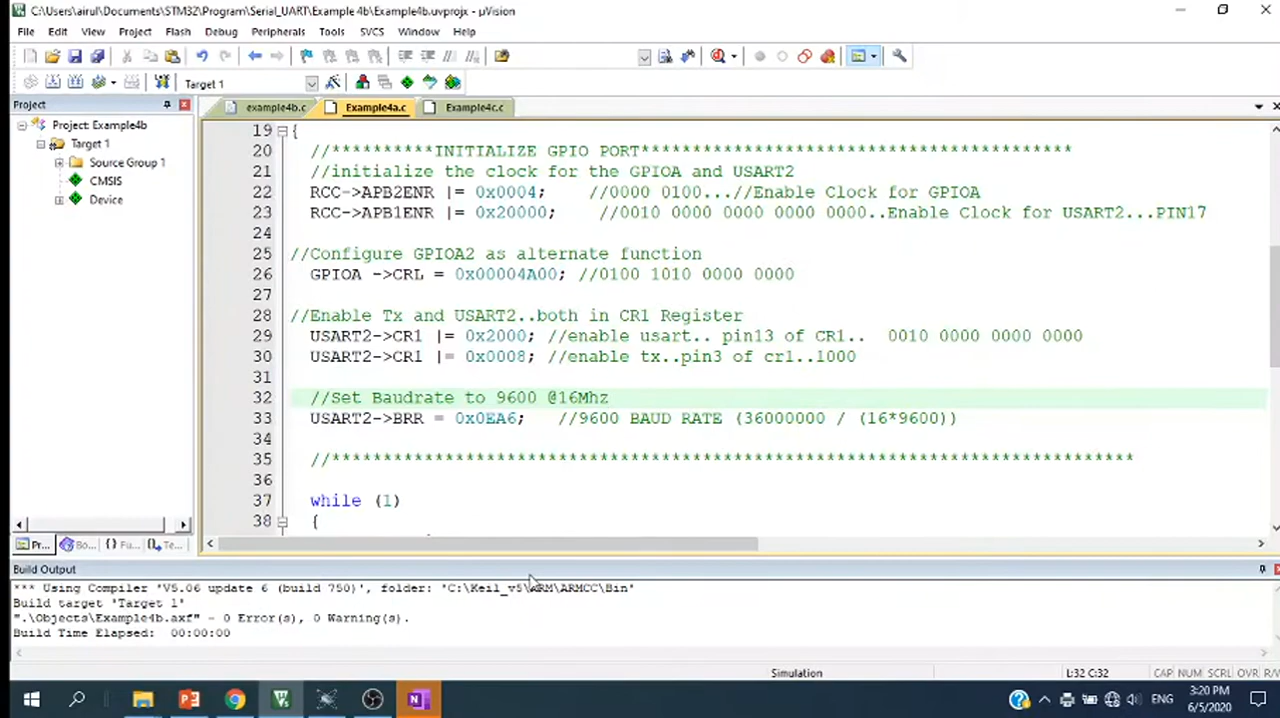 C:\Users\airul\Documents\STM32\Program\Serial_UART\Example 4b\Example4b.uvprojx - µVision
File Edit View Project Flash Debug Peripherals Tools SVCS Window Help
Target 1
Project
example4b.c Example4a.c Example4c.c
Project: Example4b
Target 1
Source Group 1
CMSIS
Device
19 {
20 //**********INITIALIZE GPIO PORT******************************************
21 //initialize the clock for the GPIOA and USART2
22 RCC->APB2ENR |= 0x0004; //0000 0100...//Enable Clock for GPIOA
23 RCC->APB1ENR |= 0x20000; //0010 0000 0000 0000 0000..Enable Clock for USART2...PIN17
24
25 //Configure GPIOA2 as alternate function
26 GPIOA ->CRL = 0x00004A00; //0100 1010 0000 0000
27
28 //Enable Tx and USART2..both in CR1 Register
29 USART2->CR1 |= 0x2000; //enable usart.. pin13 of CR1.. 0010 0000 0000 0000
30 USART2->CR1 |= 0x0008; //enable tx..pin3 of cr1..1000
31
32 //Set Baudrate to 9600 @16Mhz
33 USART2->BRR = 0x0EA6; //9600 BAUD RATE (36000000 / (16*9600))
34
35 //******************************************************************************
36
37 while (1)
38 {
Pr... Bo... {} Fu... Te...
Build Output
*** Using Compiler 'V5.06 update 6 (build 750)', folder: 'C:\Keil_v5\ARM\ARMCC\Bin'
Build target 'Target 1'
".\Objects\Example4b.axf" - 0 Error(s), 0 Warning(s).
Build Time Elapsed: 00:00:00
Simulation L:32 C:32 CAP NUM SCRL OVR R/
ENG
3:20 PM
6/5/2020